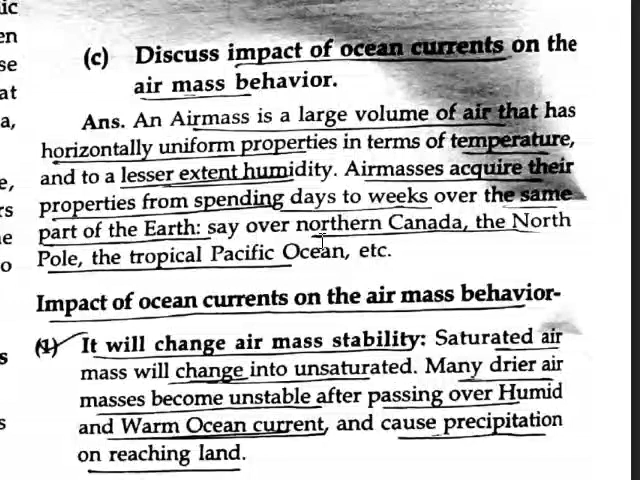 ic
en
se
at
a,
e,
rs
e
o
s
s
(c) Discuss impact of ocean currents on the
air mass behavior.
Ans. An Airmass is a large volume of air that has
horizontally uniform properties in terms of temperature,
and to a lesser extent humidity. Airmasses acquire their
properties from spending days to weeks over the same
part of the Earth: say over northern Canada, the North
Pole, the tropical Pacific Ocean, etc.
Impact of ocean currents on the air mass behavior-
(1) It will change air mass stability: Saturated air
mass will change into unsaturated. Many drier air
masses become unstable after passing over Humid
and Warm Ocean current, and cause precipitation
on reaching land.